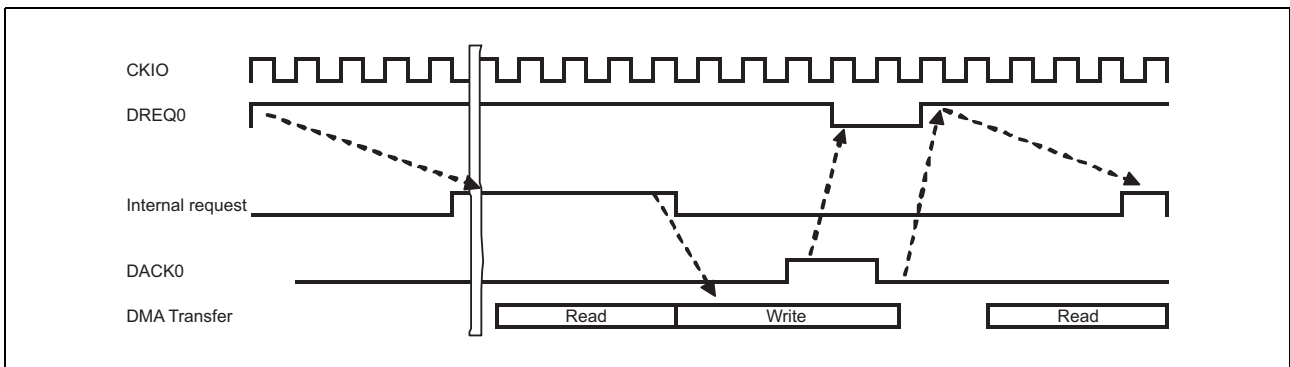 CKIO
DREQ0
Internal request
DACK0
DMA Transfer Read Write Read